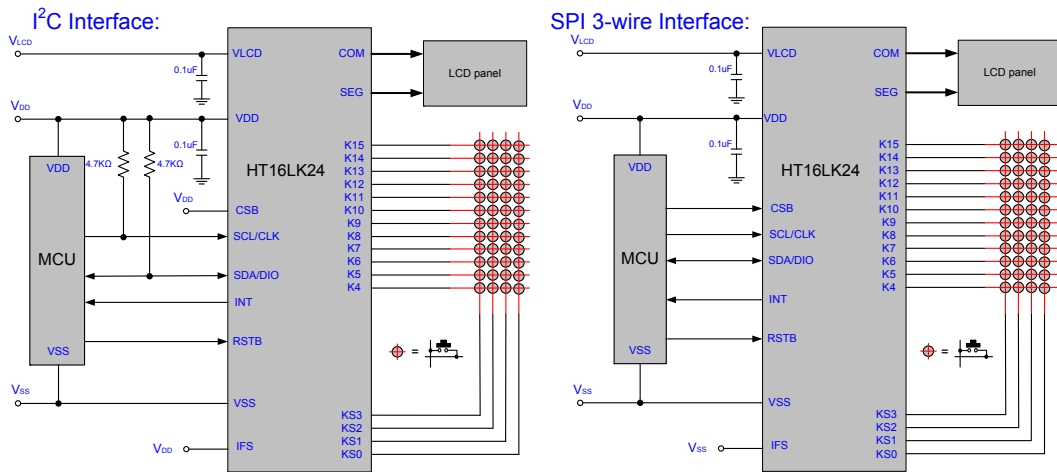 I²C Interface:
VLCD
VLCD
0.1uF
VDD
VDD
4.7KΩ
4.7KΩ
0.1uF
VDD
HT16LK24
VDD
CSB
MCU
SCL/CLK
SDA/DIO
INT
RSTB
VSS
VSS
VSS
VDD
IFS
COM
SEG
LCD panel
K15
K14
K13
K12
K11
K10
K9
K8
K7
K6
K5
K4
=
KS3
KS2
KS1
KS0
SPI 3-wire Interface:
VLCD
VLCD
0.1uF
VDD
VDD
0.1uF
VDD
HT16LK24
CSB
MCU
SCL/CLK
SDA/DIO
INT
RSTB
VSS
VSS
VSS
VSS
IFS
COM
SEG
LCD panel
K15
K14
K13
K12
K11
K10
K9
K8
K7
K6
K5
K4
=
KS3
KS2
KS1
KS0